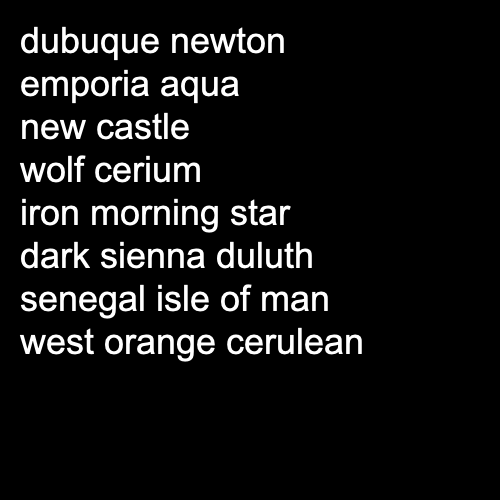 dubuque newton
emporia aqua
new castle
wolf cerium
iron morning star
dark sienna duluth
senegal isle of man
west orange cerulean